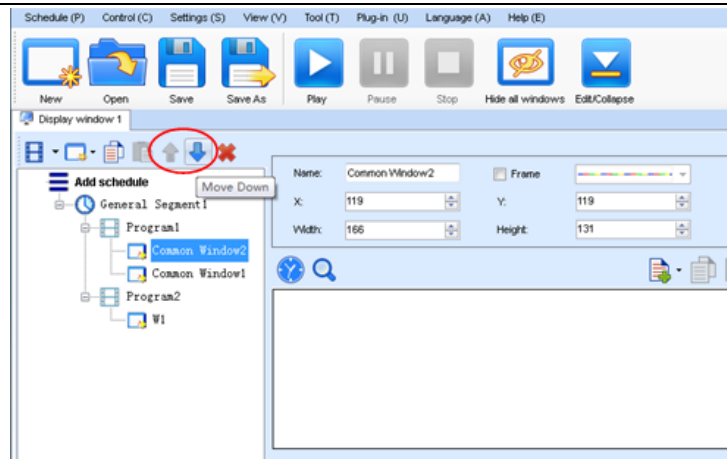 Schedule (P) Control (C) Settings (S) View (V) Tool (T) Plug-in (U) Language (A) Help (E)
New Open Save Save As Play Pause Stop Hide all windows Edit/Collapse
Display window 1
Add schedule
Move Down
General Segment1
Program1
Common Window2
Common Window1
Program2
W1
Name: Common Window2 Frame
X: 119 Y: 119
Width: 166 Height: 131